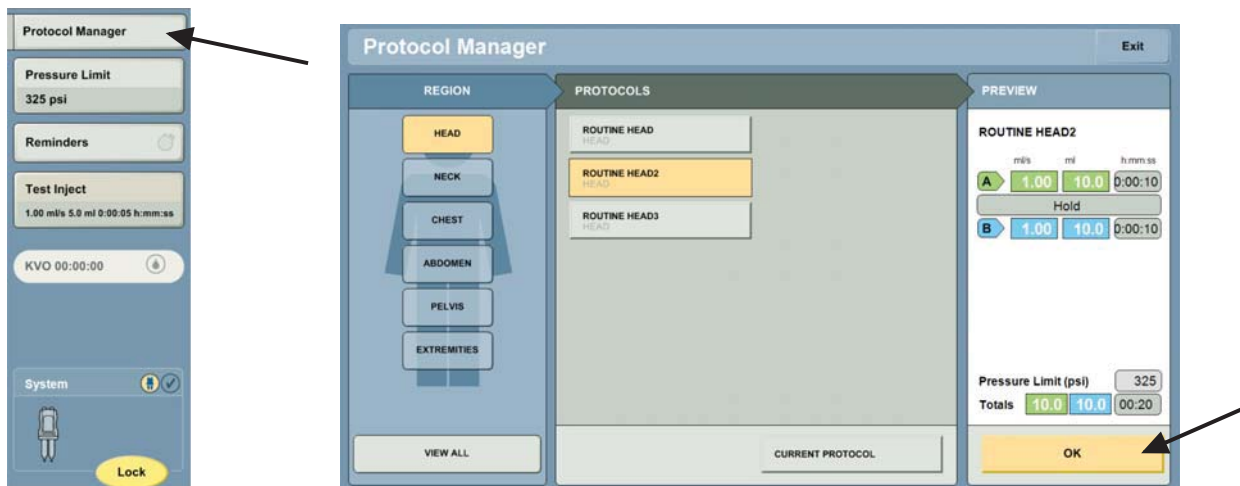 Protocol Manager
Pressure Limit
325 psi
Reminders
Test Inject
1.00 ml/s 5.0 ml 0:00:05 h:mm:ss
KVO 00:00:00
System
Lock
Protocol Manager
Exit
REGION
HEAD
NECK
CHEST
ABDOMEN
PELVIS
EXTREMITIES
VIEW ALL
PROTOCOLS
ROUTINE HEAD
HEAD
ROUTINE HEAD2
HEAD
ROUTINE HEAD3
HEAD
CURRENT PROTOCOL
PREVIEW
ROUTINE HEAD2
ml/s ml h:mm:ss
A 1.00 10.0 0:00:10
Hold
B 1.00 10.0 0:00:10
Pressure Limit (psi) 325
Totals 10.0 10.0 00:20
OK